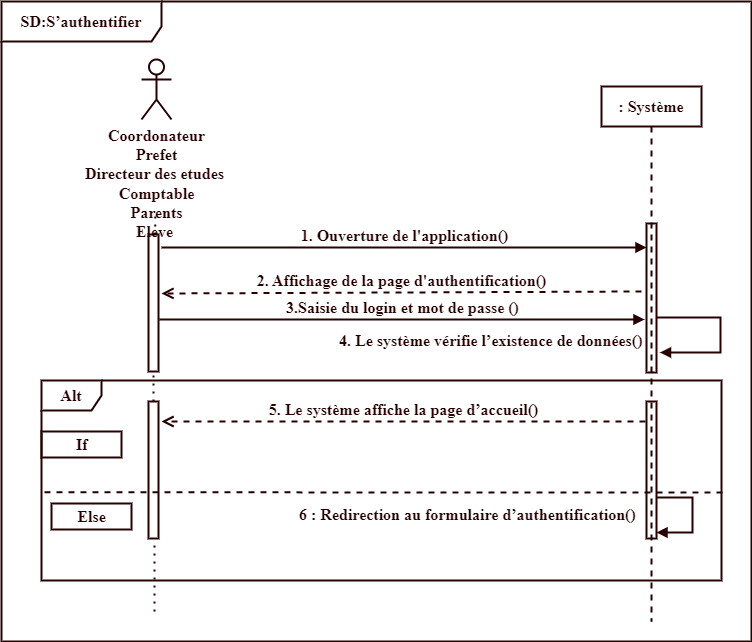 SD:S’authentifier
Coordonateur
Prefet
Directeur des etudes
Comptable
Parents
Elève
: Système
1. Ouverture de l'application()
2. Affichage de la page d'authentification()
3.Saisie du login et mot de passe ()
4. Le système vérifie l’existence de données()
Alt
5. Le système affiche la page d’accueil()
If
Else
6 : Redirection au formulaire d’authentification()